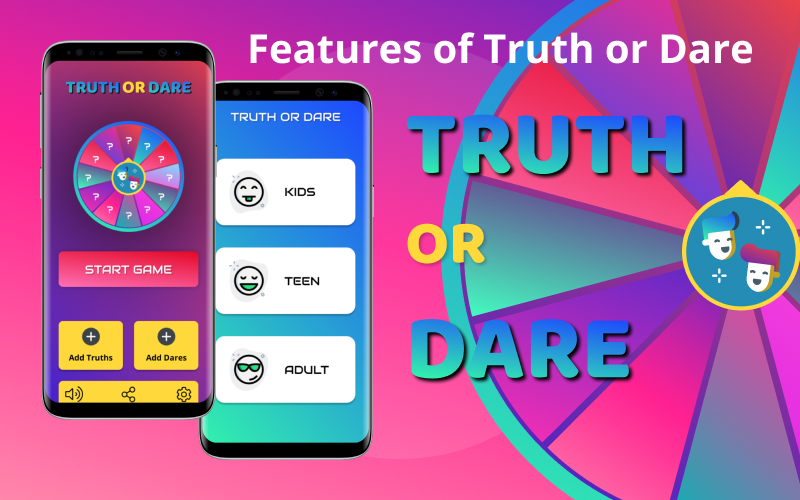 Features of Truth or Dare
TRUTH OR DARE
? ? ? ? ? ? ? ? ? ? ? ?
START GAME
Add Truths
Add Dares
TRUTH OR DARE
KIDS
TEEN
ADULT
TRUTH
OR
DARE